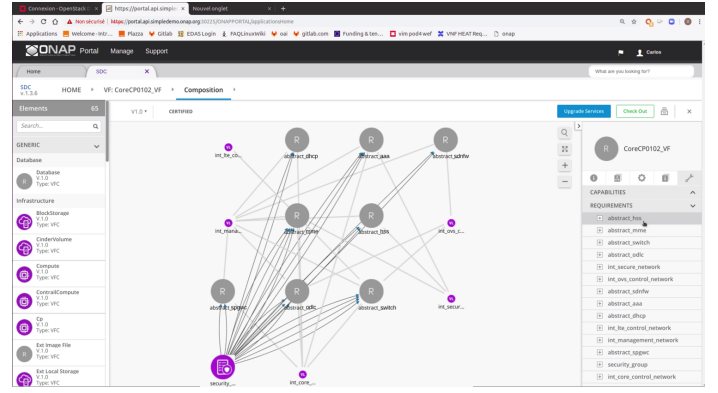 Connexion - OpenStack D
https://portal.api.simpledemo.onap.org
Nouvel onglet
Non sécurisé | https://portal.api.simpledemo.onap.org:30225/ONAPPORTAL/applicationsHome
Applications Welcome - Intr... Plazza Gitlab EDAS Login FAQLinuxWiki oai gitlab.com Funding & ten... vim pod4 wef VNF HEAT Req... onap
ONAP Portal Manage Support Carlos
Home SDC X What are you looking for?
SDC
v.1.3.6
HOME VF: CoreCP0102_VF Composition
Elements 65
V1.0 CERTIFIED
Upgrade Services Check Out
Search...
GENERIC
Database
Database
V.1.0
Type: VFC
Infrastructure
BlockStorage
V.1.0
Type: VFC
CinderVolume
V.1.0
Type: VFC
Compute
V.1.0
Type: VFC
ContrailCompute
V.1.0
Type: VFC
Cp
V.1.0
Type: VFC
Ext Image File
V.1.0
Type: VFC
Ext Local Storage
V.1.0
Type: VFC
R R R
int_lte_co... abstract_dhcp abstract_aaa abstract_sdnfw
R R
int_mana... abstract_mme abstract_hss int_ovs_c...
R R R
abstract_spgwc abstract_odlc abstract_switch int_secur...
security_... int_core_...
R CoreCP0102_VF
CAPABILITIES
REQUIREMENTS
abstract_hss
abstract_mme
abstract_switch
abstract_odlc
int_secure_network
int_ovs_control_network
abstract_sdnfw
abstract_aaa
abstract_dhcp
int_lte_control_network
int_management_network
abstract_spgwc
security_group
int_core_control_network